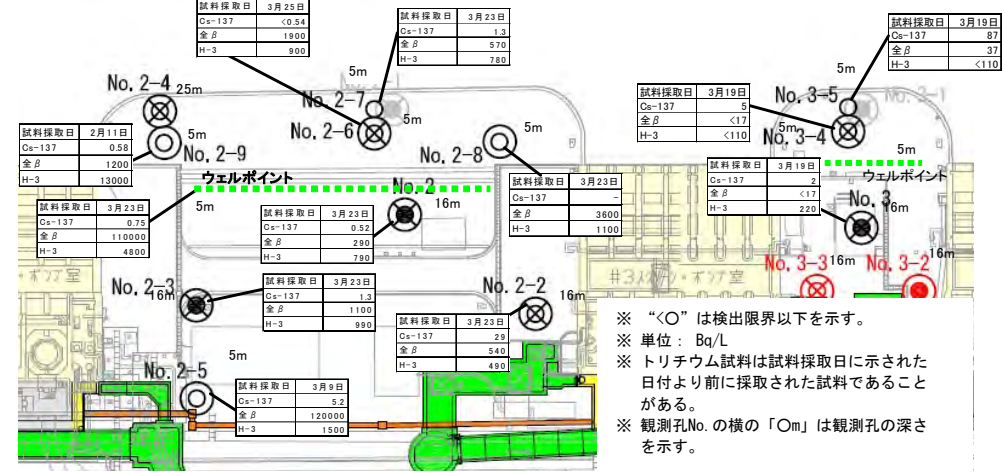 試料採取日 3月25日
Cs-137 <0.54
全β 1900
H-3 900
試料採取日 3月23日
Cs-137 1.3
全β 570
H-3 780
試料採取日 3月19日
Cs-137 87
全β 37
H-3 <110
5m
No. 2-4
25m
No. 2-7
5m
No. 2-6
試料採取日 3月19日
Cs-137 5
全β <17
H-3 <110
5m
No. 3-5
No. 3-1
5m
No. 3-4
試料採取日 2月11日
Cs-137 0.58
全β 1200
H-3 13000
5m
No. 2-9
5m
No. 2-8
5m
ウェルポイント
ウェルポイント
試料採取日 3月23日
Cs-137 0.75
全β 110000
H-3 4800
5m
No. 2
16m
試料採取日 3月23日
Cs-137 0.52
全β 290
H-3 790
試料採取日 3月23日
Cs-137 -
全β 3600
H-3 1100
試料採取日 3月19日
Cs-137 2
全β <17
H-3 220
No. 3
16m
No. 2-3
16m
試料採取日 3月23日
Cs-137 1.3
全β 1100
H-3 990
No. 2-2
16m
試料採取日 3月23日
Cs-137 29
全β 540
H-3 490
No. 3-3
16m
No. 3-2
16m
5m
No. 2-5
試料採取日 3月9日
Cs-137 5.2
全β 120000
H-3 1500
※ “<○”は検出限界以下を示す。
※ 単位： Bq/L
※ トリチウム試料は試料採取日に示された
日付より前に採取された試料であること
がある。
※ 観測孔No.の横の「○m」は観測孔の深さ
を示す。